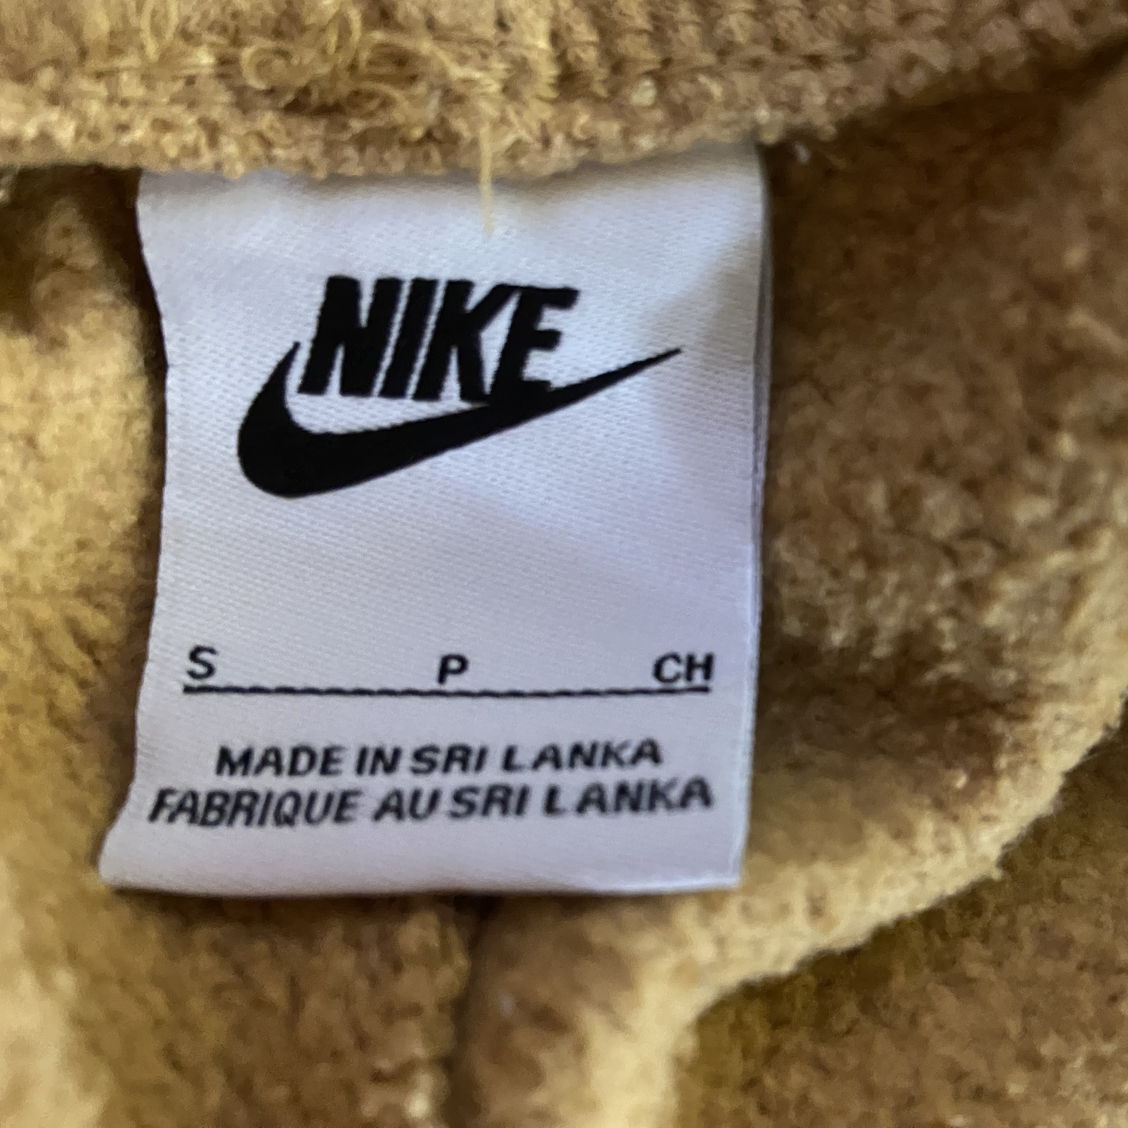 NIKE
S P CH
MADE IN SRI LANKA
FABRIQUE AU SRI LANKA